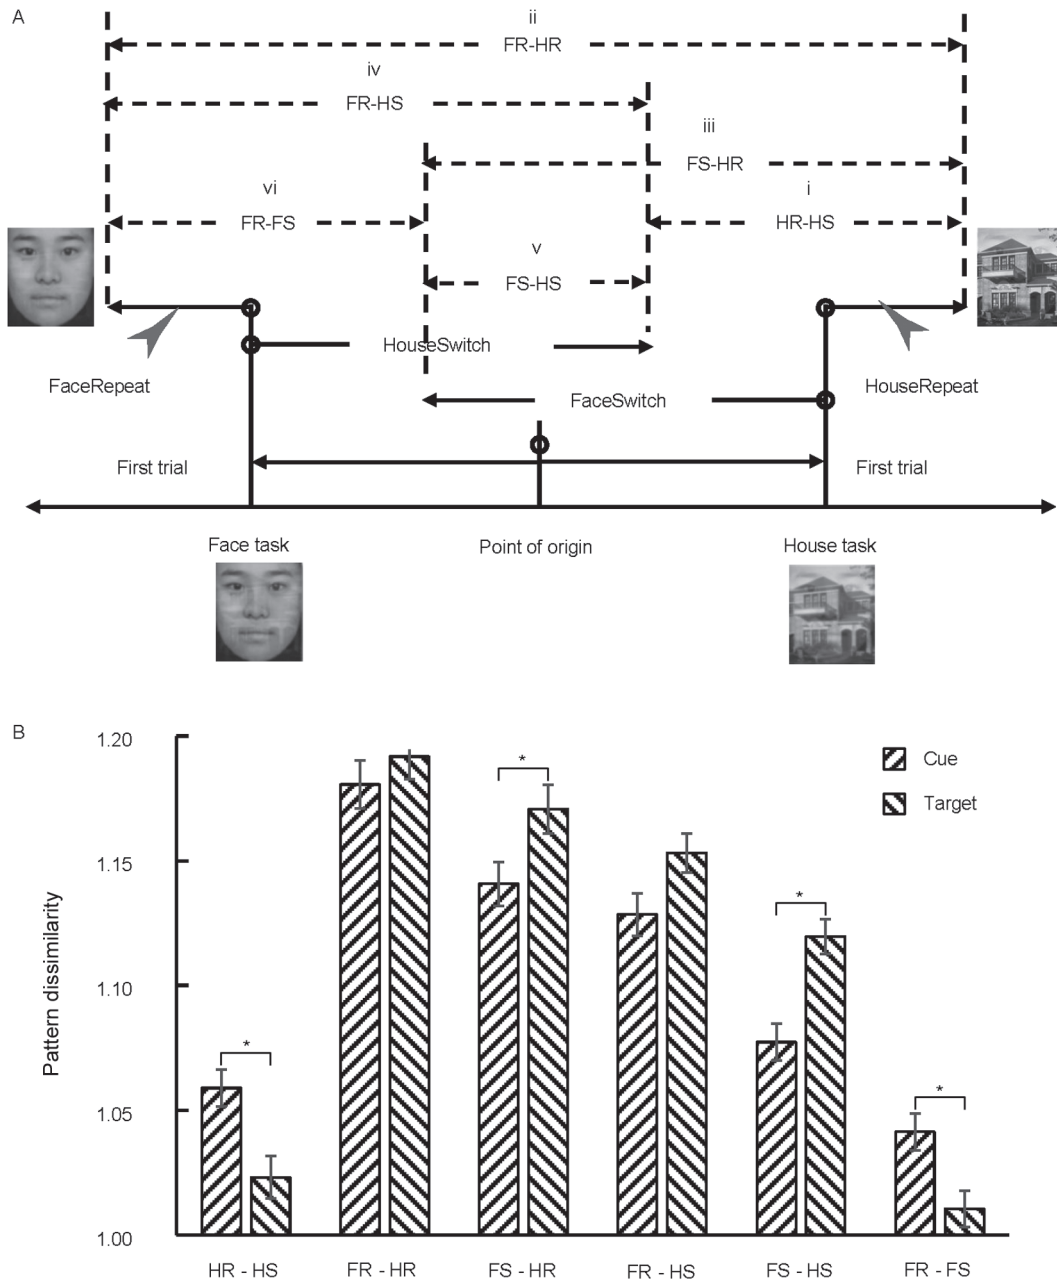 A
ii
FR-HR
iv
FR-HS
iii
FS-HR
vi
FR-FS
i
HR-HS
v
FS-HS
HouseSwitch
FaceRepeat
HouseRepeat
FaceSwitch
First trial
First trial
Face task
Point of origin
House task
B
Pattern dissimilarity
1.20
1.15
1.10
1.05
1.00
*
*
*
*
Cue
Target
HR - HS
FR - HR
FS - HR
FR - HS
FS - HS
FR - FS